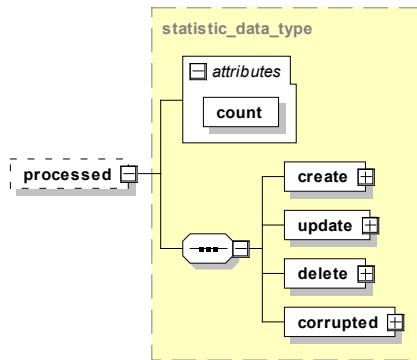 statistic_data_type
attributes
count
processed
create
update
delete
corrupted